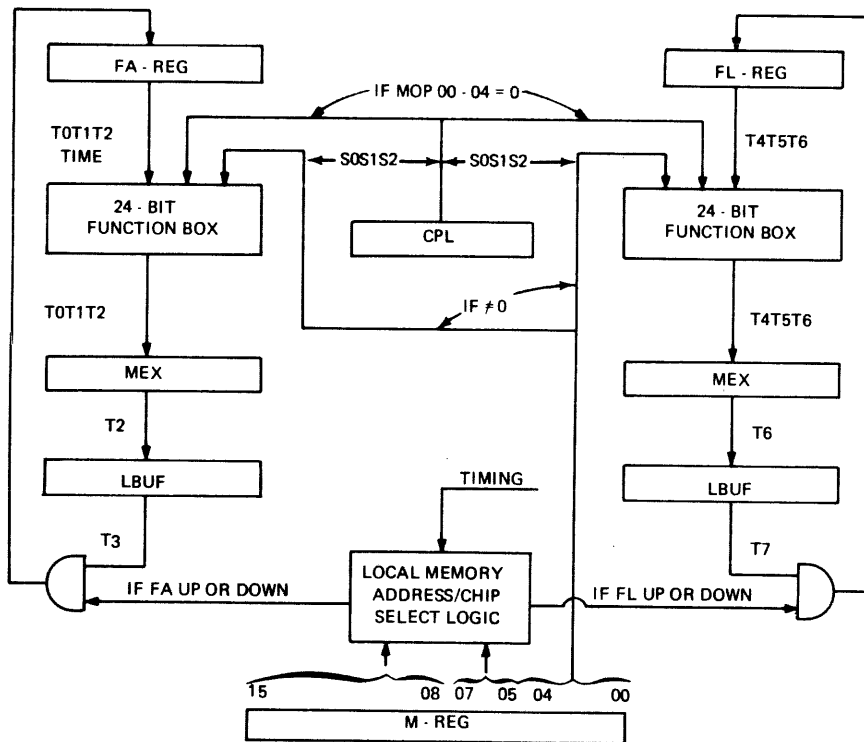 FA - REG
FL - REG
IF MOP 00 - 04 = 0
T0T1T2
TIME
T4T5T6
S0S1S2
S0S1S2
24 - BIT
FUNCTION BOX
24 - BIT
FUNCTION BOX
CPL
IF ≠ 0
T0T1T2
T4T5T6
MEX
MEX
T2
T6
LBUF
LBUF
TIMING
T3
T7
LOCAL MEMORY
ADDRESS/CHIP
SELECT LOGIC
IF FA UP OR DOWN
IF FL UP OR DOWN
15 08 07 05 04 00
M - REG